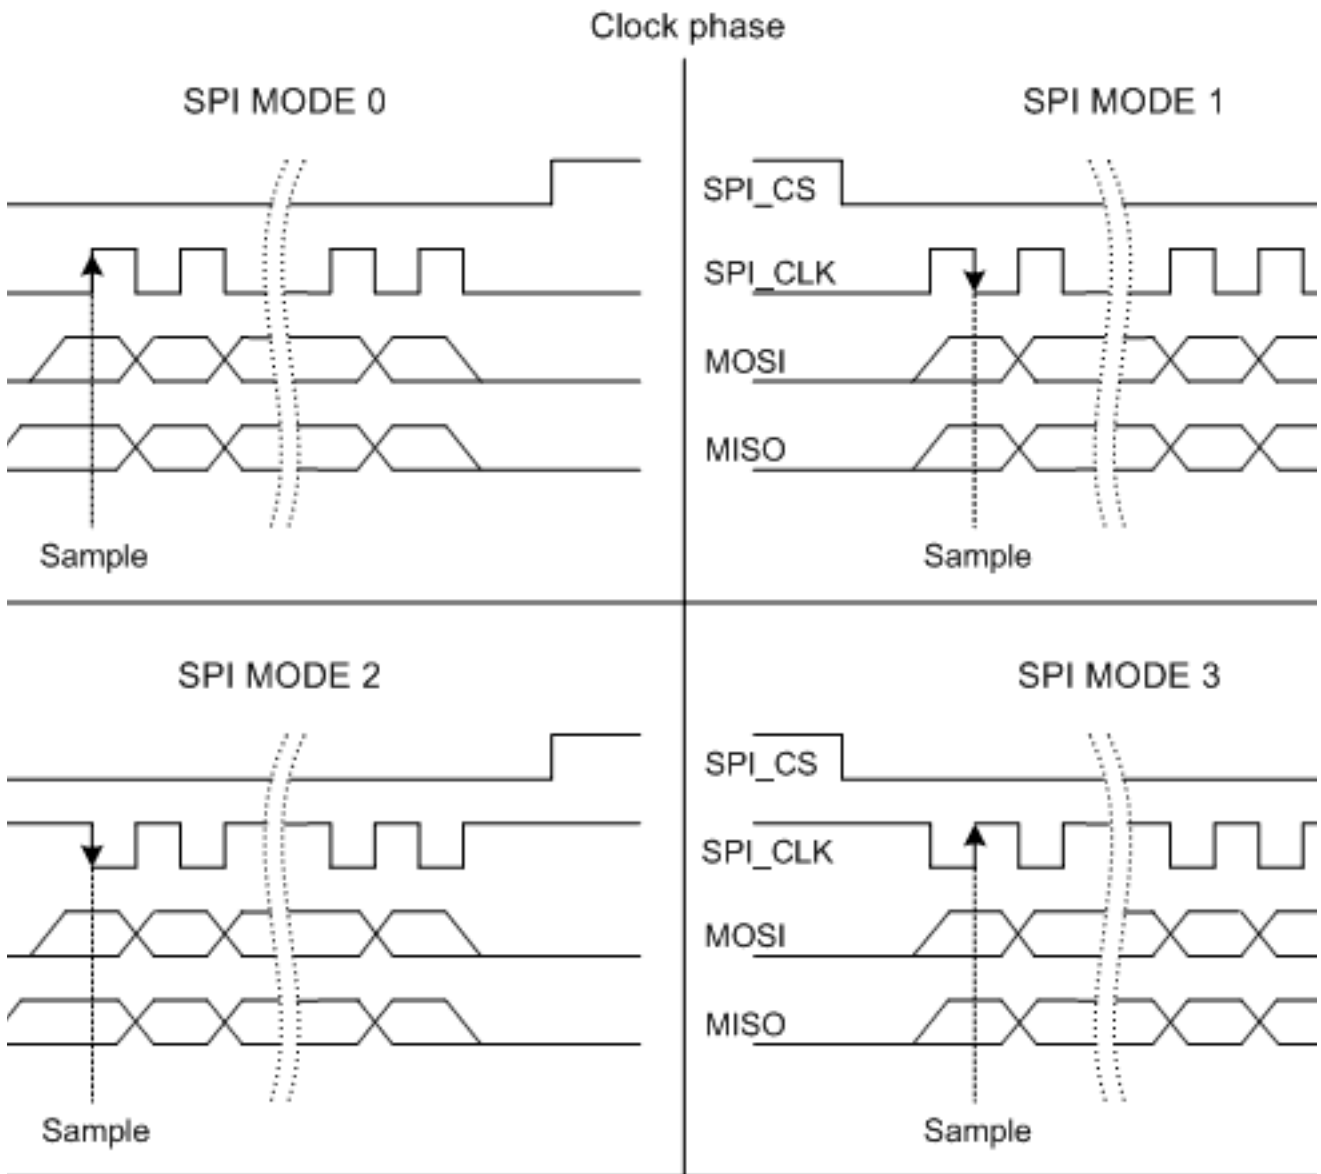 Clock phase
SPI MODE 0
SPI MODE 1
SPI_CS
SPI_CLK
MOSI
MISO
Sample
Sample
SPI MODE 2
SPI MODE 3
SPI_CS
SPI_CLK
MOSI
MISO
Sample
Sample